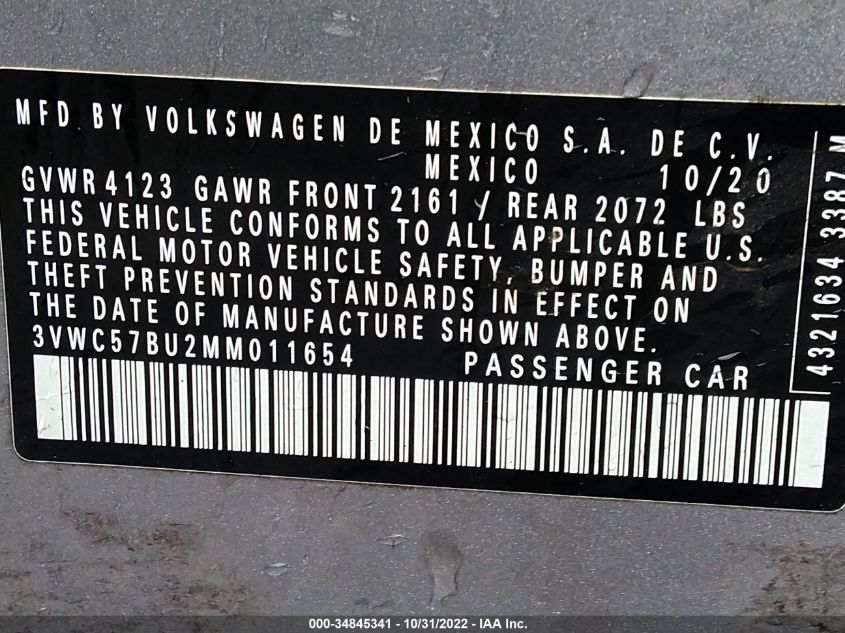 MFD BY VOLKSWAGEN DE MEXICO S.A. DE C.V.
MEXICO 10/20
GVWR 4123 GAWR FRONT 2161 / REAR 2072 LBS
THIS VEHICLE CONFORMS TO ALL APPLICABLE U.S.
FEDERAL MOTOR VEHICLE SAFETY, BUMPER AND
THEFT PREVENTION STANDARDS IN EFFECT ON
THE DATE OF MANUFACTURE SHOWN ABOVE.
3VWC57BU2MM011654 PASSENGER CAR
4321634 3387 M
000-34845341 - 10/31/2022 - IAA Inc.